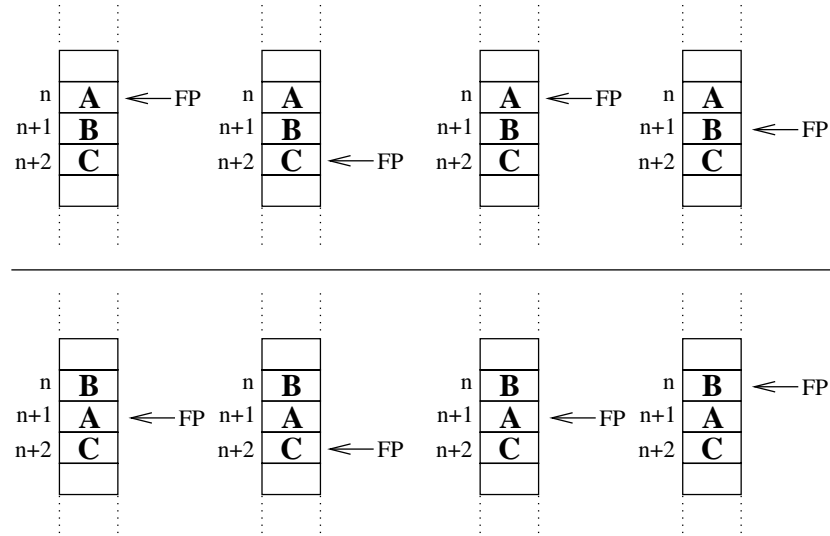 n A FP n A n A FP n A
n+1 B n+1 B n+1 B n+1 B FP
n+2 C n+2 C FP n+2 C n+2 C
n B n B n B n B FP
n+1 A FP n+1 A n+1 A FP n+1 A
n+2 C n+2 C FP n+2 C n+2 C